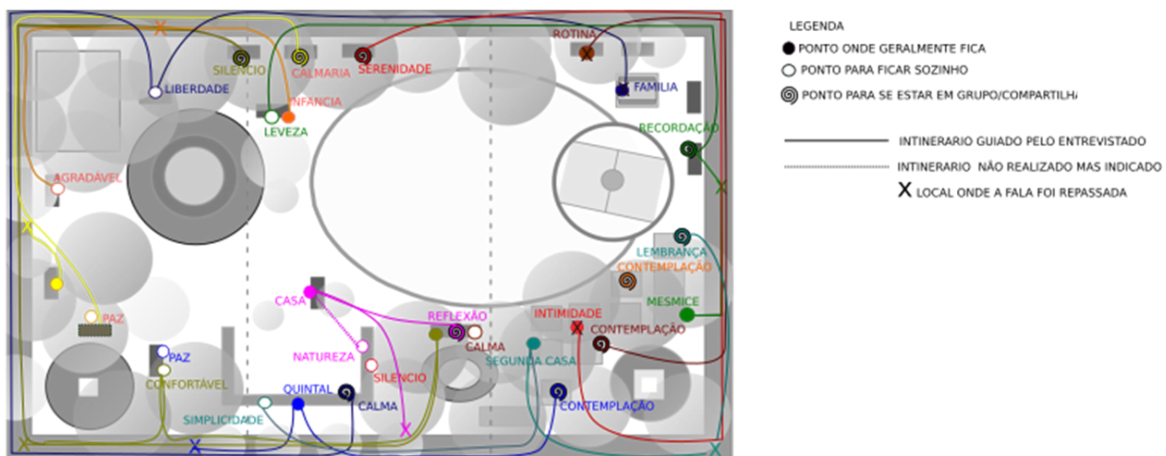 LEGENDA
PONTO ONDE GERALMENTE FICA
PONTO PARA FICAR SOZINHO
PONTO PARA SE ESTAR EM GRUPO/COMPARTILH
INTINERARIO GUIADO PELO ENTREVISTADO
INTINERARIO NÃO REALIZADO MAS INDICADO
X LOCAL ONDE A FALA FOI REPASSADA
ROTINA
SILENCIO
CALMARIA
SERENIDADE
LIBERDADE
FAMILIA
INFANCIA
LEVEZA
RECORDAÇÃO
AGRADÁVEL
LEMBRANÇA
CONTEMPLAÇÃO
CASA
MESMICE
PAZ
REFLEXÃO
INTIMIDADE
CONTEMPLAÇÃO
CALMA
NATUREZA
PAZ
SEGUNDA CASA
SILENCIO
CONFORTÁVEL
QUINTAL
CALMA
CONTEMPLAÇÃO
SIMPLICIDADE